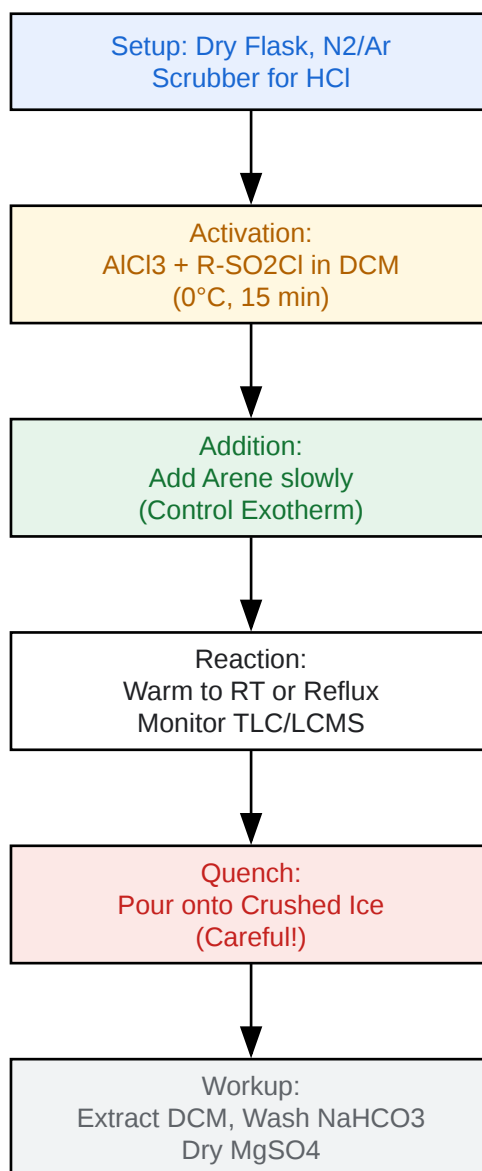 Setup: Dry Flask, N2/Ar
Scrubber for HCl
Activation:
AlCl3 + R-SO2Cl in DCM
(0°C, 15 min)
Addition:
Add Arene slowly
(Control Exotherm)
Reaction:
Warm to RT or Reflux
Monitor TLC/LCMS
Quench:
Pour onto Crushed Ice
(Careful!)
Workup:
Extract DCM, Wash NaHCO3
Dry MgSO4